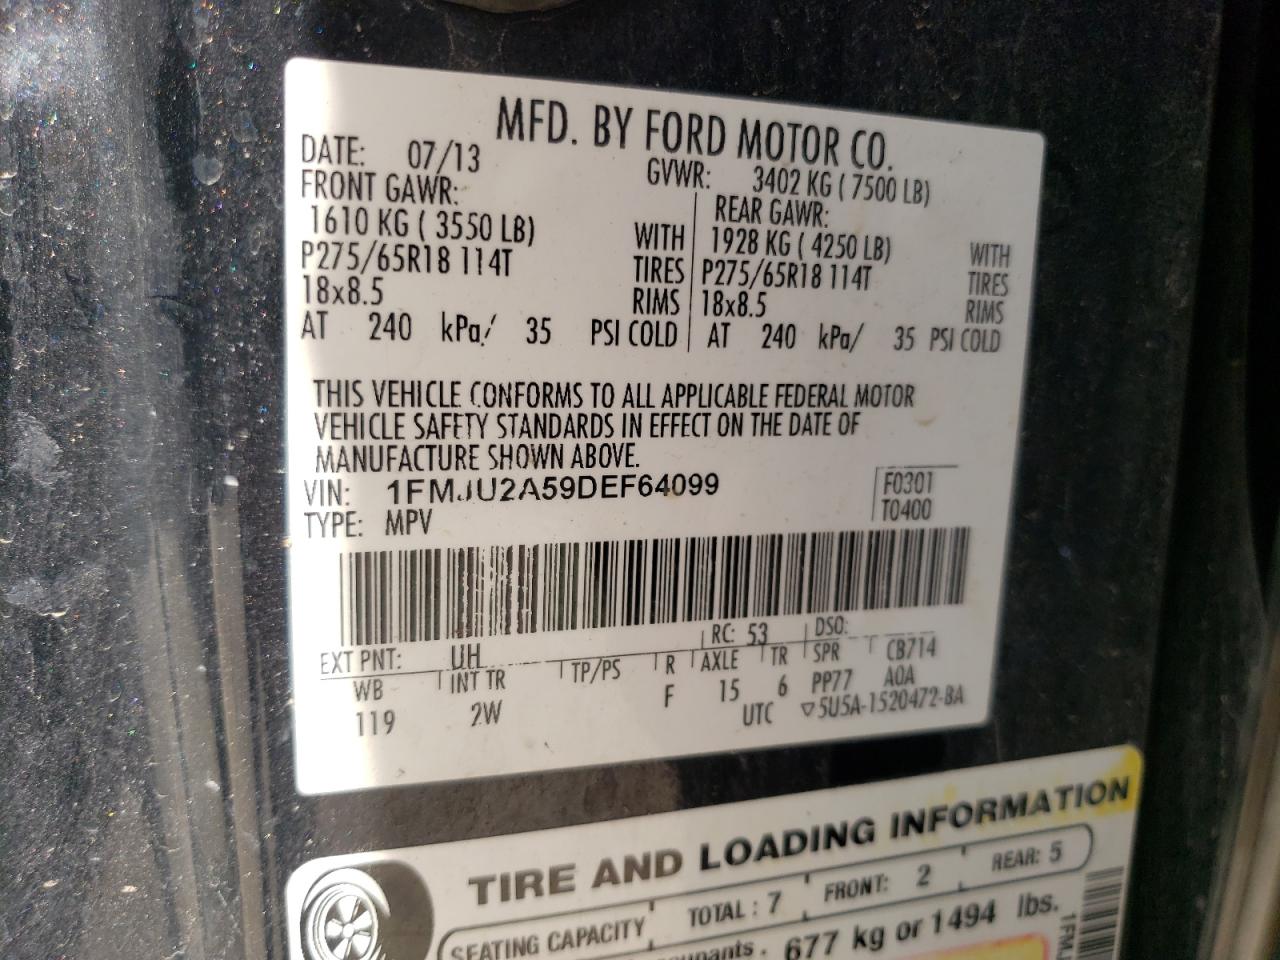 MFD. BY FORD MOTOR CO.
DATE: 07/13 GVWR: 3402 KG ( 7500 LB)
FRONT GAWR: REAR GAWR:
1610 KG ( 3550 LB) WITH 1928 KG ( 4250 LB) WITH
P275/65R18 114T TIRES P275/65R18 114T TIRES
18x8.5 RIMS 18x8.5 RIMS
AT 240 kPa/ 35 PSI COLD AT 240 kPa/ 35 PSI COLD
THIS VEHICLE CONFORMS TO ALL APPLICABLE FEDERAL MOTOR
VEHICLE SAFETY STANDARDS IN EFFECT ON THE DATE OF
MANUFACTURE SHOWN ABOVE.
VIN: 1FMJU2A59DEF64099 F0301
TYPE: MPV T0400
EXT PNT: UH RC: 53 DSO:
WB INT TR TP/PS R AXLE TR SPR CB714
119 2W F 15 6 PP77 A0A
UTC ▽5U5A-1520472-BA
TIRE AND LOADING INFORMATION
SEATING CAPACITY TOTAL : 7 FRONT: 2 REAR: 5
677 kg or 1494 lbs.
1FM